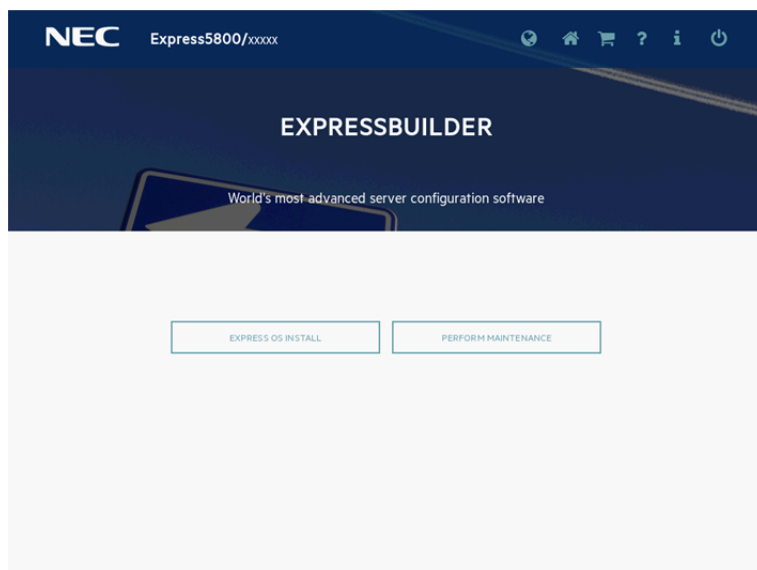 NEC Express5800/xxxxx
EXPRESSBUILDER
World's most advanced server configuration software
EXPRESS OS INSTALL PERFORM MAINTENANCE